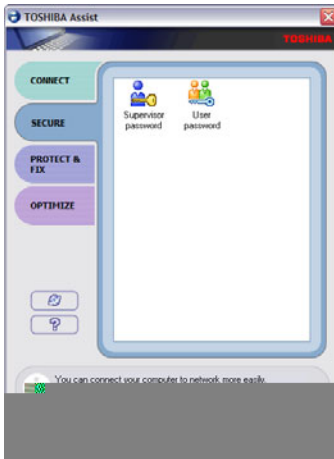 TOSHIBA Assist
TOSHIBA
CONNECT
SECURE
PROTECT &
FIX
OPTIMIZE
Supervisor
password
User
password
?
You can connect your computer to network more easily.